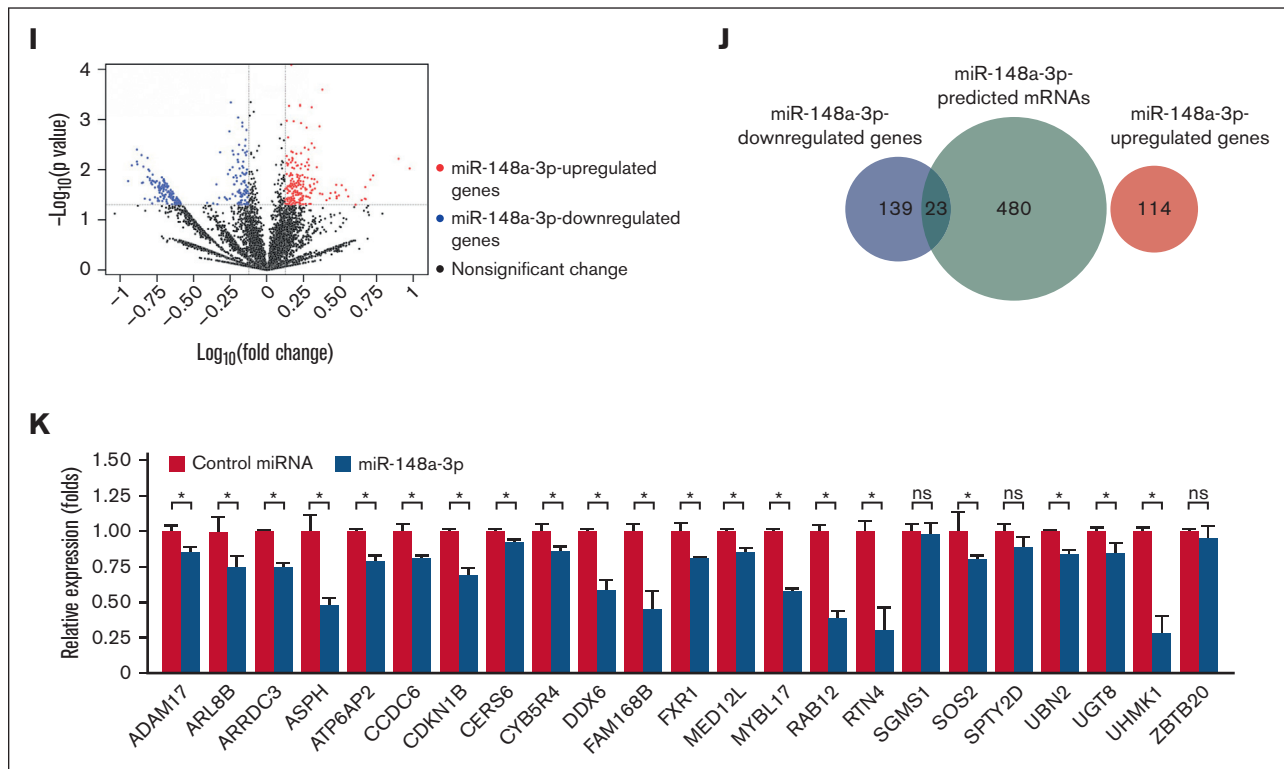 I
4
3
2
1
0
−Log10(p value)
−1
−0.75
−0.50
−0.25
0
0.25
0.50
0.75
1
Log10(fold change)
miR-148a-3p-upregulated
genes
miR-148a-3p-downregulated
genes
Nonsignificant change
J
miR-148a-3p-
predicted mRNAs
miR-148a-3p-
downregulated genes
miR-148a-3p-
upregulated genes
139
23
480
114
K
Control miRNA
miR-148a-3p
1.50
1.25
1.00
0.75
0.50
0.25
0
Relative expression (folds)
* * * * * * * * * * * * * * * * ns * ns * * * ns
ADAM17
ARL8B
ARRDC3
ASPH
ATP6AP2
CCDC6
CDKN1B
CERS6
CYB5R4
DDX6
FAM168B
FXR1
MED12L
MYBL17
RAB12
RTN4
SGMS1
SOS2
SPTY2D
UBN2
UGT8
UHMK1
ZBTB20